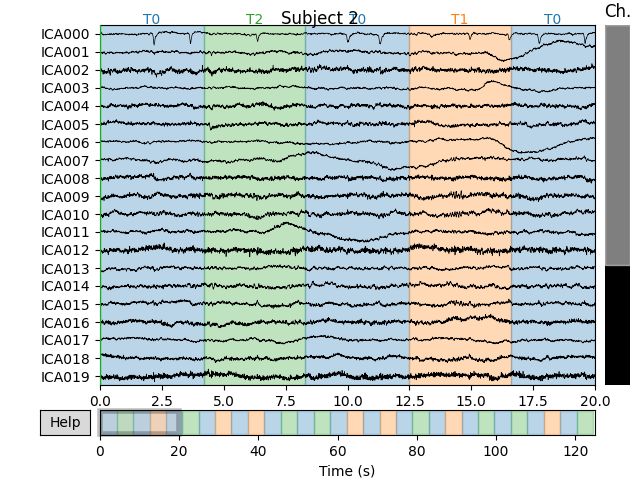 Subject 2
T0 T2 T0 T1 T0
Ch.
ICA000
ICA001
ICA002
ICA003
ICA004
ICA005
ICA006
ICA007
ICA008
ICA009
ICA010
ICA011
ICA012
ICA013
ICA014
ICA015
ICA016
ICA017
ICA018
ICA019
0.0 2.5 5.0 7.5 10.0 12.5 15.0 17.5 20.0
Help
0 20 40 60 80 100 120
Time (s)